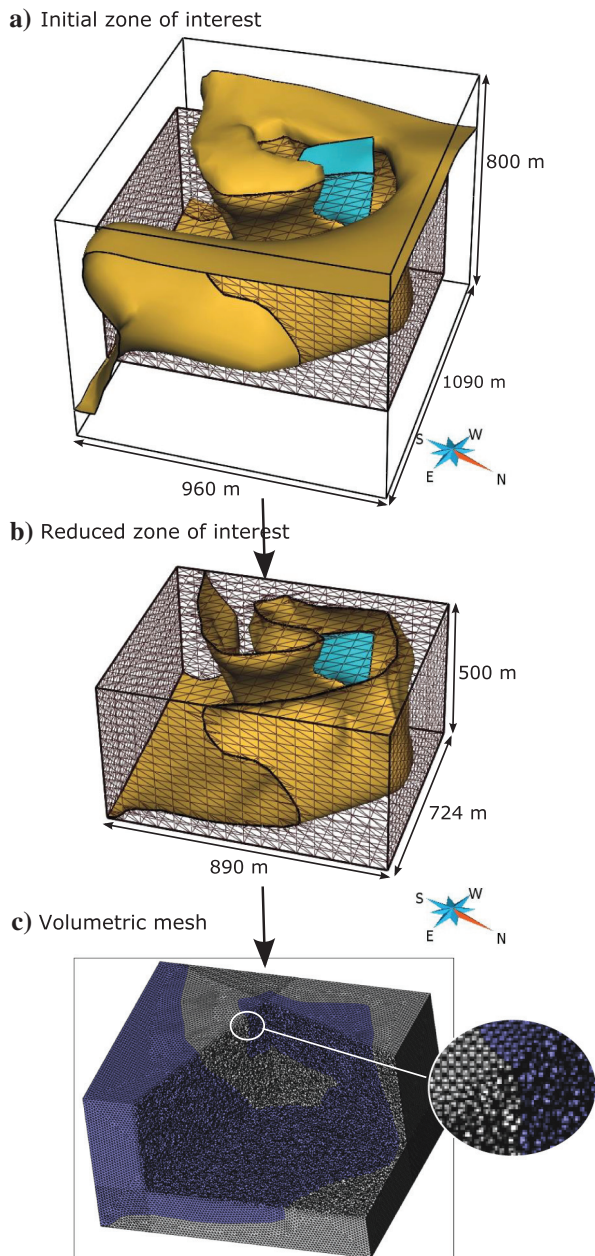 a) Initial zone of interest
800 m
1090 m
960 m
S W
E N
b) Reduced zone of interest
500 m
724 m
890 m
S W
E N
c) Volumetric mesh